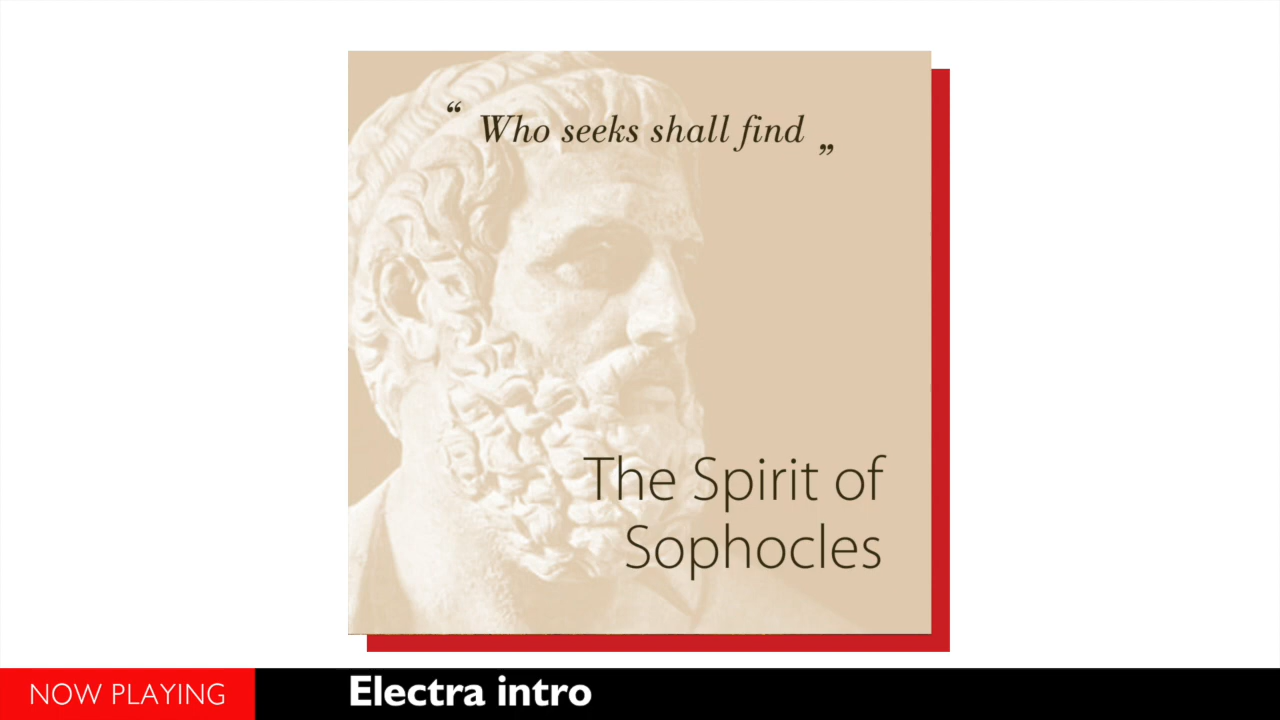 “ Who seeks shall find ”
The Spirit of
Sophocles
NOW PLAYING
Electra intro